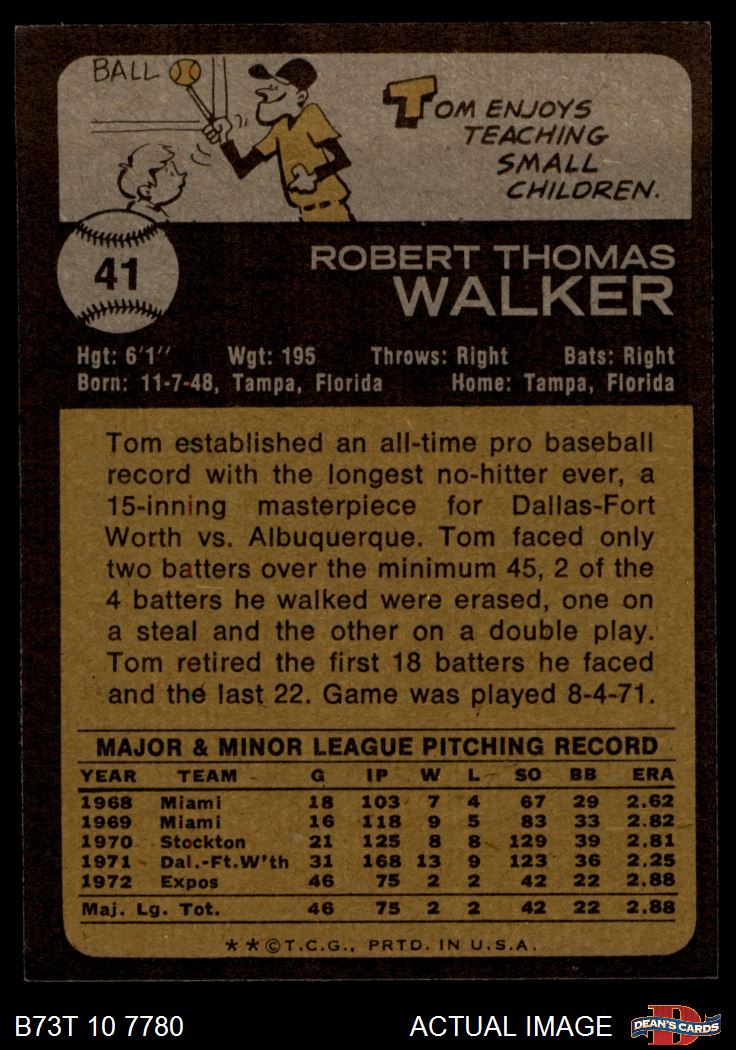 BALL
TOM ENJOYS
TEACHING
SMALL
CHILDREN.
41
ROBERT THOMAS
WALKER
Hgt: 6'1'' Wgt: 195 Throws: Right Bats: Right
Born: 11-7-48, Tampa, Florida Home: Tampa, Florida
Tom established an all-time pro baseball
record with the longest no-hitter ever, a
15-inning masterpiece for Dallas-Fort
Worth vs. Albuquerque. Tom faced only
two batters over the minimum 45, 2 of the
4 batters he walked were erased, one on
a steal and the other on a double play.
Tom retired the first 18 batters he faced
and the last 22. Game was played 8-4-71.
MAJOR & MINOR LEAGUE PITCHING RECORD
YEAR TEAM G IP W L SO BB ERA
1968 Miami 18 103 7 4 67 29 2.62
1969 Miami 16 118 9 5 83 33 2.82
1970 Stockton 21 125 8 8 129 39 2.81
1971 Dal.-Ft.W'th 31 168 13 9 123 36 2.25
1972 Expos 46 75 2 2 42 22 2.88
Maj. Lg. Tot. 46 75 2 2 42 22 2.88
**©T.C.G., PRTD. IN U.S.A.
B73T 10 7780 ACTUAL IMAGE DEAN'S CARDS